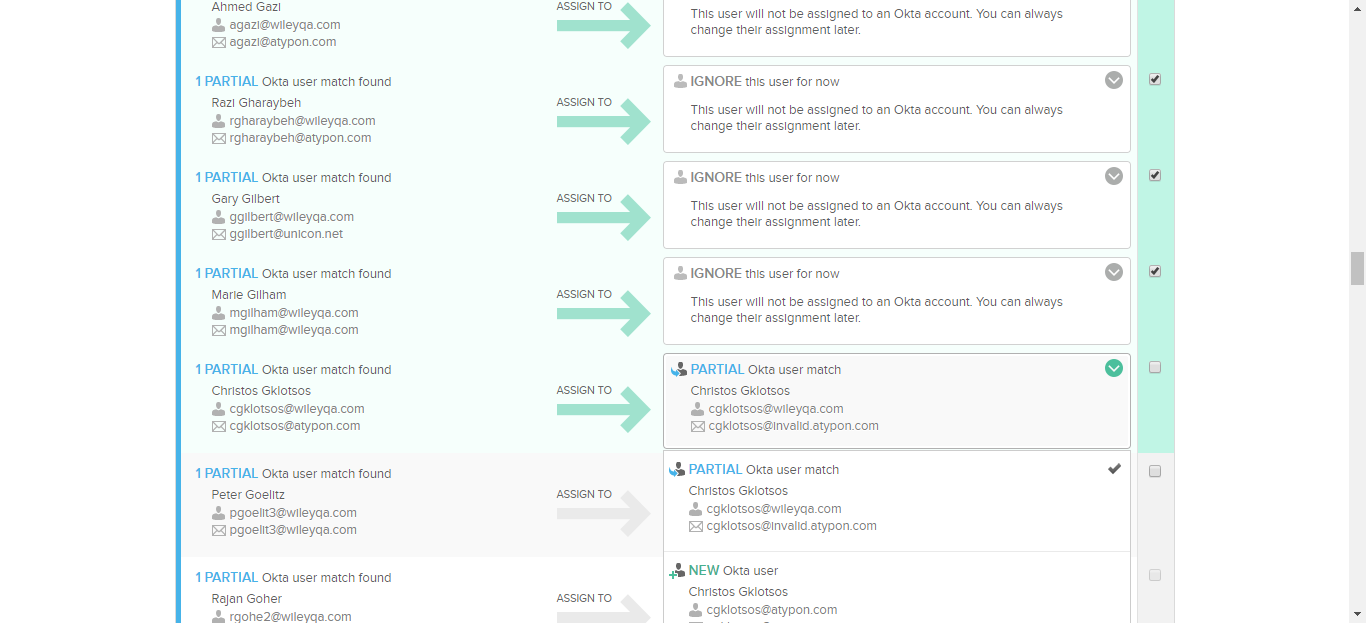 Ahmed Gazi
agazi@wileyqa.com
agazi@atypon.com
ASSIGN TO
This user will not be assigned to an Okta account. You can always
change their assignment later.
1 PARTIAL Okta user match found
Razi Gharaybeh
rgharaybeh@wileyqa.com
rgharaybeh@atypon.com
ASSIGN TO
IGNORE this user for now
This user will not be assigned to an Okta account. You can always
change their assignment later.
1 PARTIAL Okta user match found
Gary Gilbert
ggilbert@wileyqa.com
ggilbert@unicon.net
ASSIGN TO
IGNORE this user for now
This user will not be assigned to an Okta account. You can always
change their assignment later.
1 PARTIAL Okta user match found
Marie Gilham
mgilham@wileyqa.com
mgilham@wileyqa.com
ASSIGN TO
IGNORE this user for now
This user will not be assigned to an Okta account. You can always
change their assignment later.
1 PARTIAL Okta user match found
Christos Gklotsos
cgklotsos@wileyqa.com
cgklotsos@atypon.com
ASSIGN TO
PARTIAL Okta user match
Christos Gklotsos
cgklotsos@wileyqa.com
cgklotsos@invalid.atypon.com
1 PARTIAL Okta user match found
Peter Goelitz
pgoelit3@wileyqa.com
pgoelit3@wileyqa.com
ASSIGN TO
PARTIAL Okta user match
Christos Gklotsos
cgklotsos@wileyqa.com
cgklotsos@invalid.atypon.com
1 PARTIAL Okta user match found
Rajan Goher
rgohe2@wileyqa.com
ASSIGN TO
NEW Okta user
Christos Gklotsos
cgklotsos@atypon.com